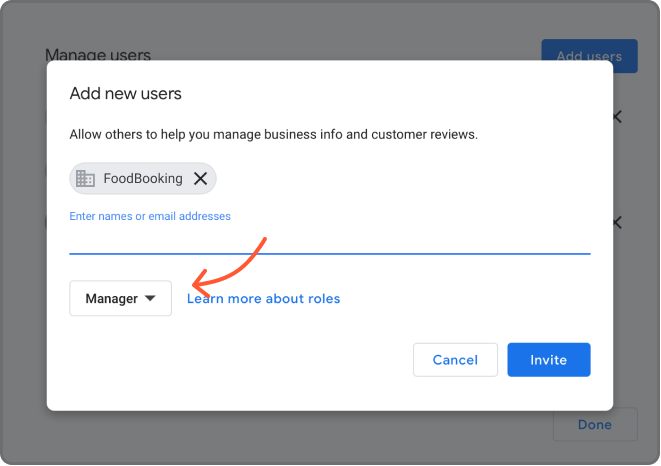 Manage users
Add users
Add new users
Allow others to help you manage business info and customer reviews.
FoodBooking
Enter names or email addresses
Manager
Learn more about roles
Cancel
Invite
Done